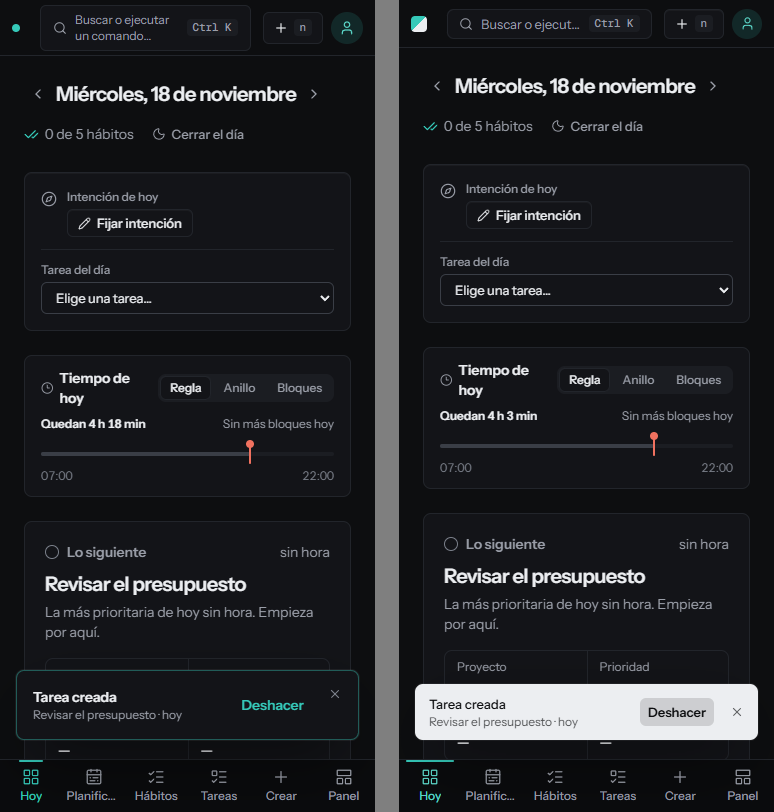 Buscar o ejecutar
un comando...
Ctrl K
+ n
Miércoles, 18 de noviembre
0 de 5 hábitos
Cerrar el día
Intención de hoy
Fijar intención
Tarea del día
Elige una tarea...
Tiempo de
hoy
Regla
Anillo
Bloques
Quedan 4 h 18 min
Sin más bloques hoy
07:00
22:00
Lo siguiente
sin hora
Revisar el presupuesto
La más prioritaria de hoy sin hora. Empieza
por aquí.
Tarea creada
Revisar el presupuesto · hoy
Deshacer
—
—
Hoy
Planific...
Hábitos
Tareas
Crear
Panel
Buscar o ejecut...
Ctrl K
+ n
Miércoles, 18 de noviembre
0 de 5 hábitos
Cerrar el día
Intención de hoy
Fijar intención
Tarea del día
Elige una tarea...
Tiempo de
hoy
Regla
Anillo
Bloques
Quedan 4 h 3 min
Sin más bloques hoy
07:00
22:00
Lo siguiente
sin hora
Revisar el presupuesto
La más prioritaria de hoy sin hora. Empieza
por aquí.
Proyecto
Prioridad
Tarea creada
Revisar el presupuesto · hoy
Deshacer
—
—
Hoy
Planific...
Hábitos
Tareas
Crear
Panel